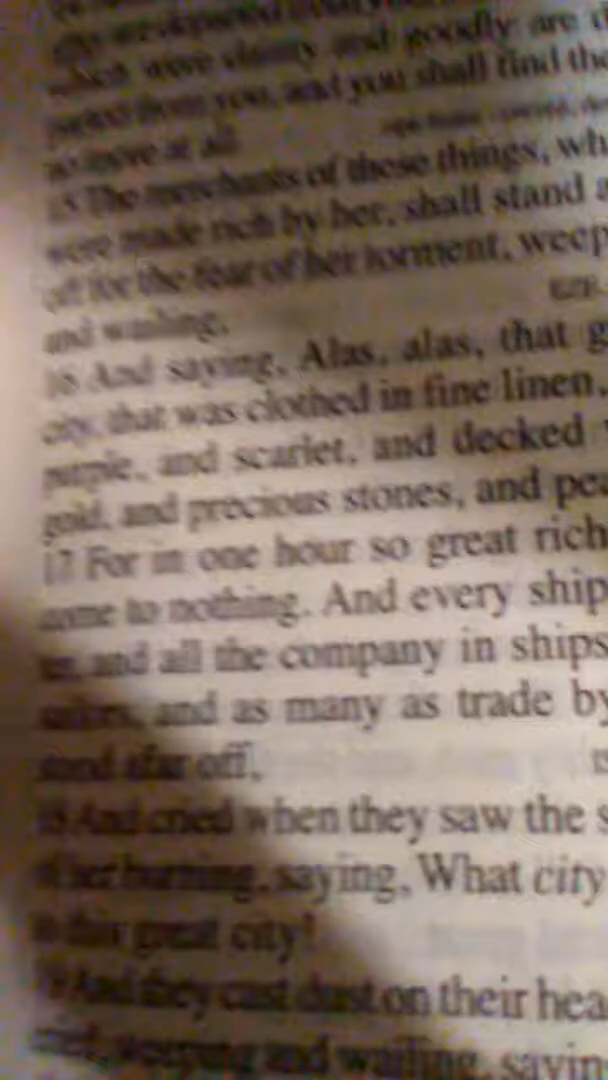 which were dainty and goodly are d
parted from you, and you shall find the
no more at all.
15 The merchants of these things, wh
were made rich by her, shall stand a
off for the fear of her torment, weep
and wailing,
16 And saying, Alas, alas, that g
city, that was clothed in fine linen,
purple, and scarlet, and decked
gold, and precious stones, and pea
17 For in one hour so great rich
come to nothing. And every ship
and all the company in ships
sailors, and as many as trade by
stood afar off,
18 And cried when they saw the s
of her burning, saying, What city
this great city!
19 And they cast dust on their hea
cried, weeping and wailing, sayin